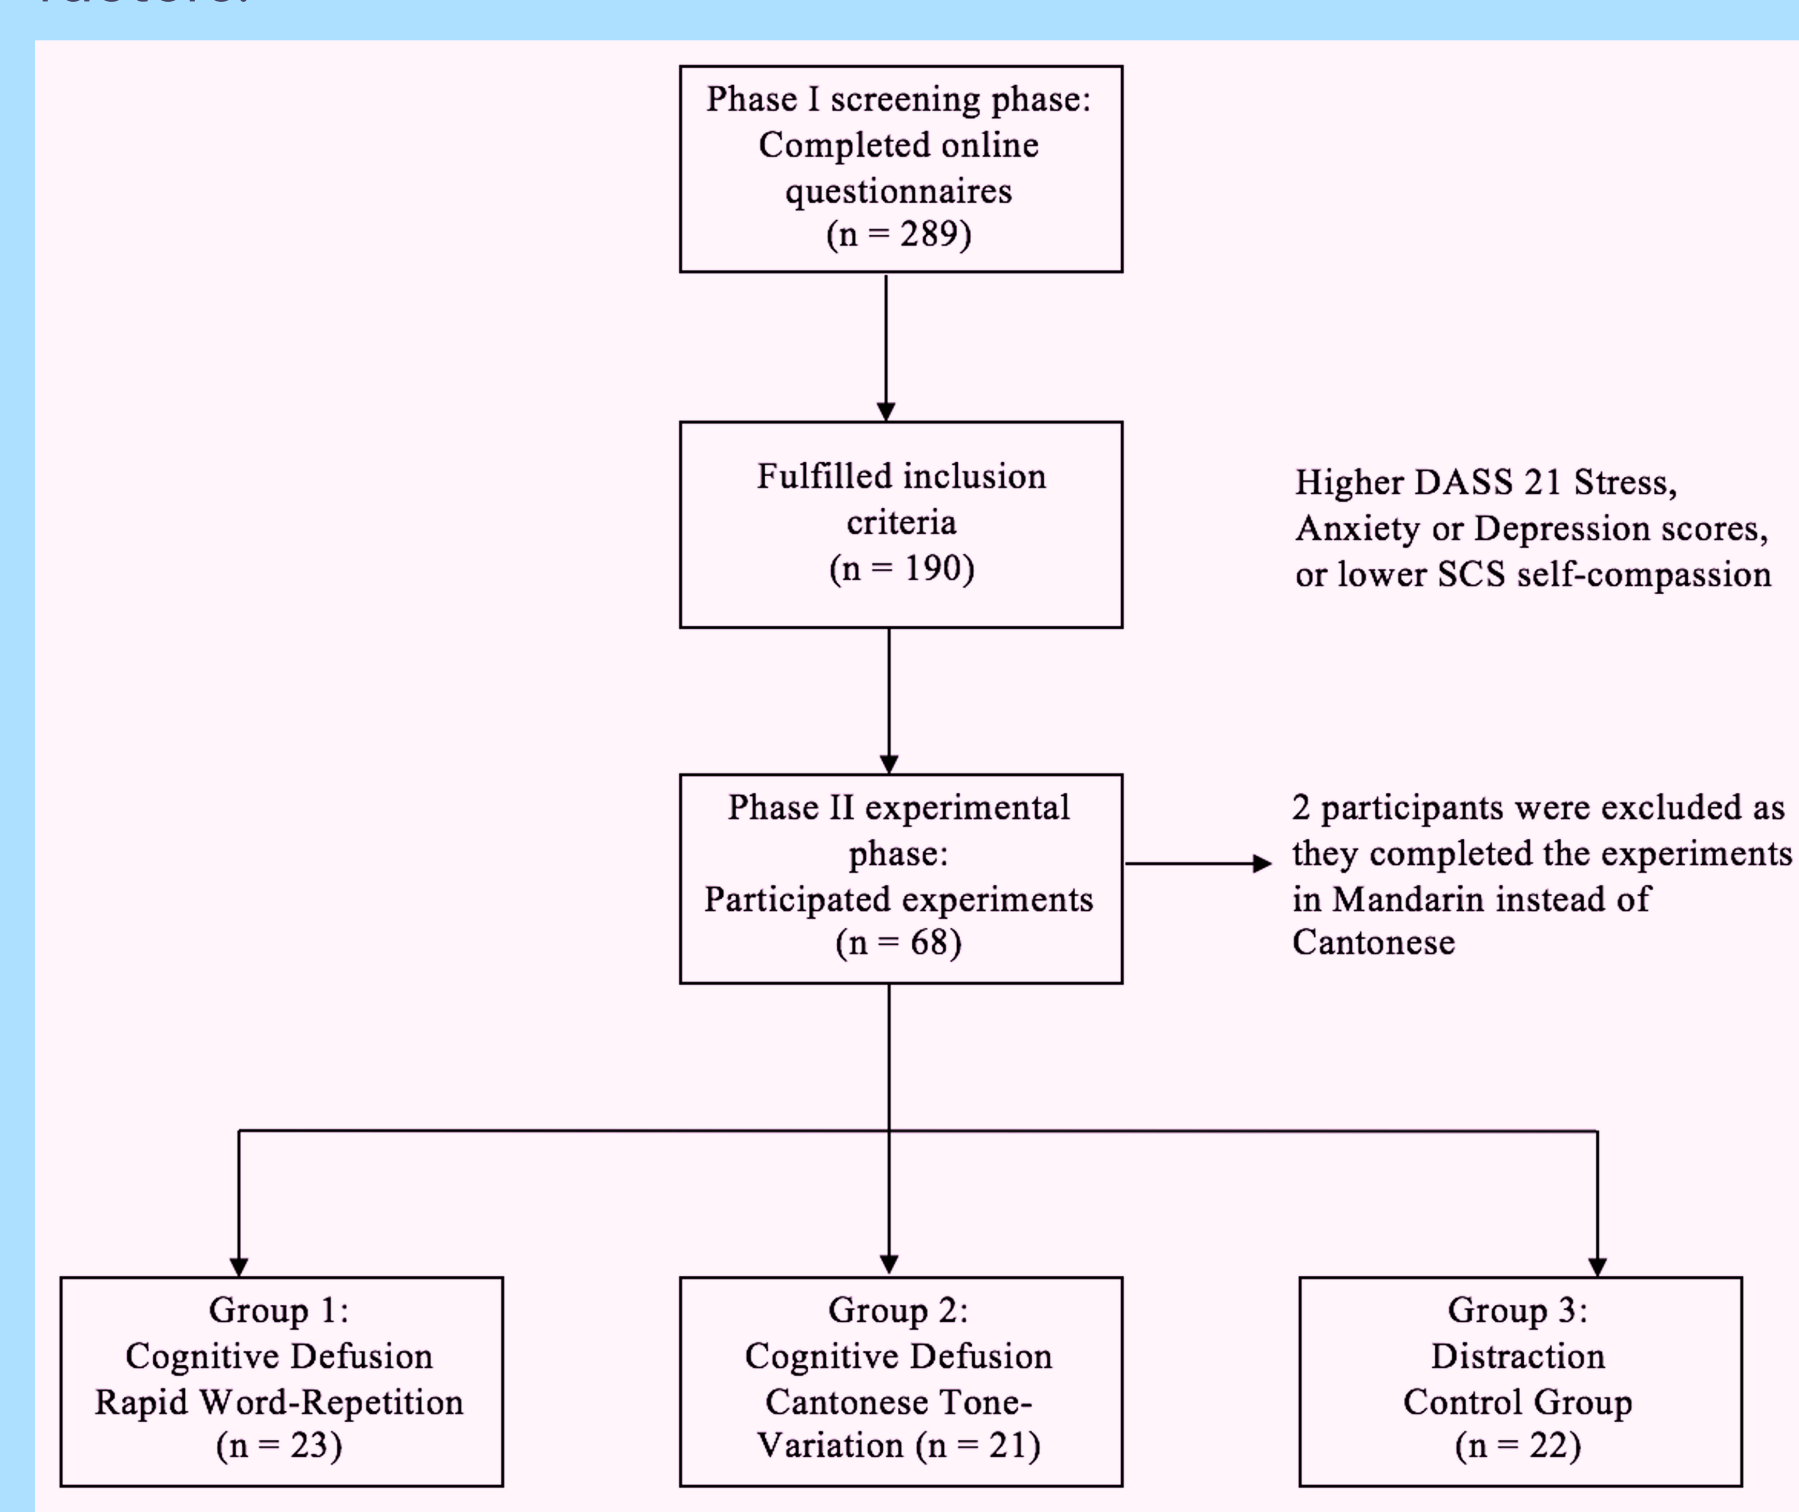 factors.
Phase I screening phase:
Completed online
questionnaires
(n = 289)
Fulfilled inclusion
criteria
(n = 190)
Higher DASS 21 Stress,
Anxiety or Depression scores,
or lower SCS self-compassion
Phase II experimental
phase:
Participated experiments
(n = 68)
2 participants were excluded as
they completed the experiments
in Mandarin instead of
Cantonese
Group 1:
Cognitive Defusion
Rapid Word-Repetition
(n = 23)
Group 2:
Cognitive Defusion
Cantonese Tone-
Variation (n = 21)
Group 3:
Distraction
Control Group
(n = 22)